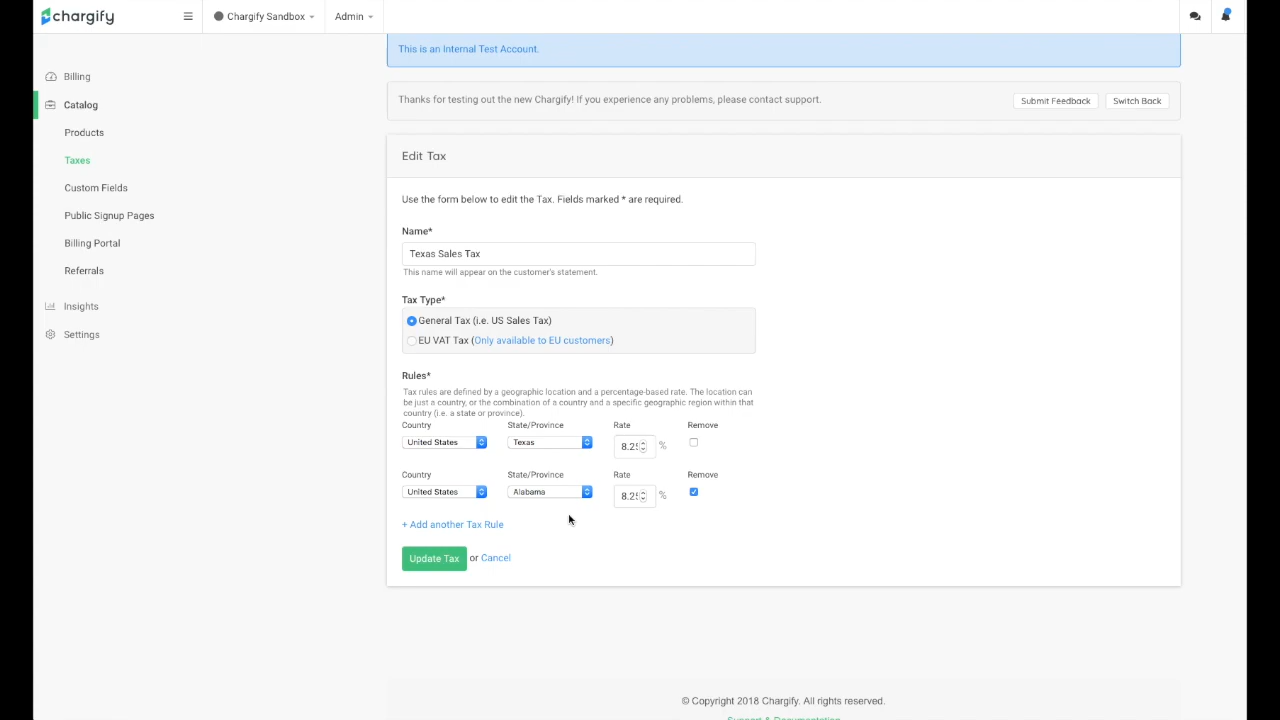 chargify
Chargify Sandbox
Admin
Billing
Catalog
Products
Taxes
Custom Fields
Public Signup Pages
Billing Portal
Referrals
Insights
Settings
This is an Internal Test Account.
Thanks for testing out the new Chargify! If you experience any problems, please contact support.
Submit Feedback
Switch Back
Edit Tax
Use the form below to edit the Tax. Fields marked * are required.
Name*
Texas Sales Tax
This name will appear on the customer's statement.
Tax Type*
General Tax (i.e. US Sales Tax)
EU VAT Tax (Only available to EU customers)
Rules*
Tax rules are defined by a geographic location and a percentage-based rate. The location can
be just a country, or the combination of a country and a specific geographic region within that
country (i.e. a state or province).
Country State/Province Rate Remove
United States Texas 8.25 %
Country State/Province Rate Remove
United States Alabama 8.25 %
+ Add another Tax Rule
Update Tax or Cancel
© Copyright 2018 Chargify. All rights reserved.
Support & Documentation